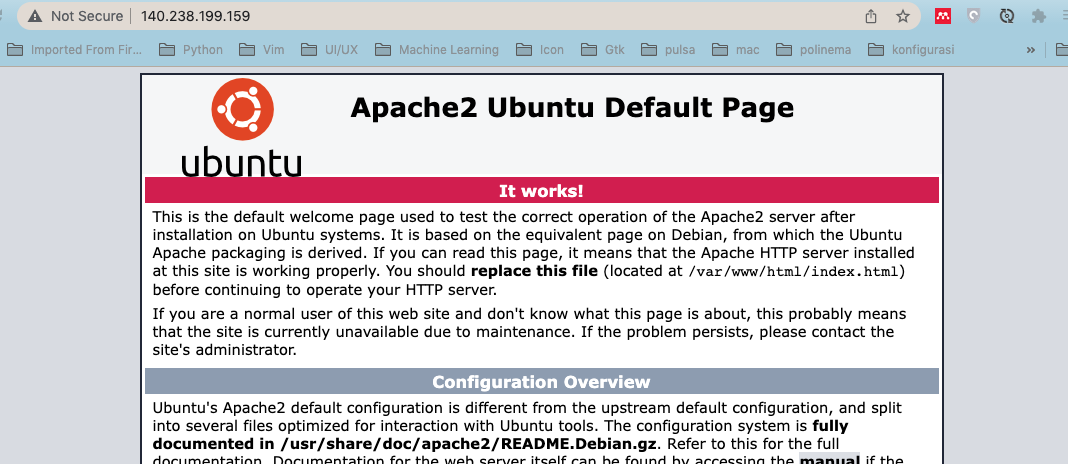 Not Secure 140.238.199.159
Imported From Fir... Python Vim UI/UX Machine Learning Icon Gtk pulsa mac polinema konfigurasi »
ubuntu
Apache2 Ubuntu Default Page
It works!
This is the default welcome page used to test the correct operation of the Apache2 server after
installation on Ubuntu systems. It is based on the equivalent page on Debian, from which the Ubuntu
Apache packaging is derived. If you can read this page, it means that the Apache HTTP server installed
at this site is working properly. You should replace this file (located at /var/www/html/index.html)
before continuing to operate your HTTP server.
If you are a normal user of this web site and don't know what this page is about, this probably means
that the site is currently unavailable due to maintenance. If the problem persists, please contact the
site's administrator.
Configuration Overview
Ubuntu's Apache2 default configuration is different from the upstream default configuration, and split
into several files optimized for interaction with Ubuntu tools. The configuration system is fully
documented in /usr/share/doc/apache2/README.Debian.gz. Refer to this for the full
documentation. Documentation for the web server itself can be found by accessing the manual if the